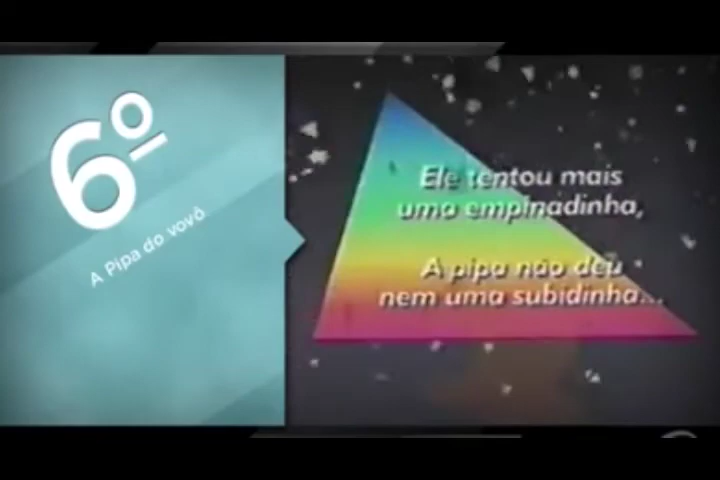 6º
A Pipa do vovô
Ele tentou mais
uma empinadinha,
A pipa não deu
nem uma subidinha...